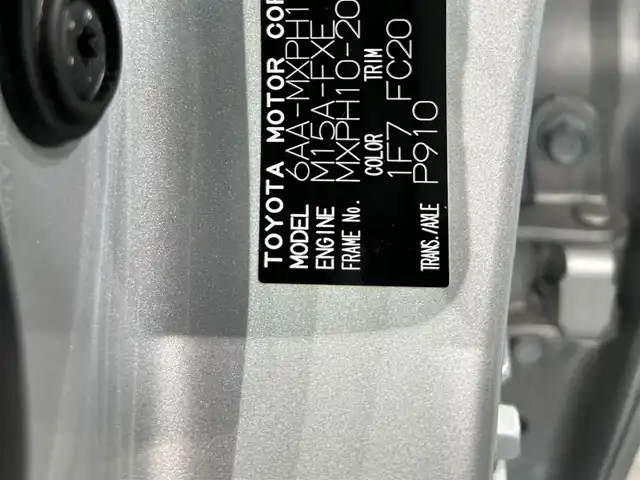 TOYOTA MOTOR COR
MODEL 6AA-MXPH1
ENGINE M15A-FXE
FRAME No. MXPH10-20
COLOR TRIM
1F7 FC20
TRANS./AXLE P910